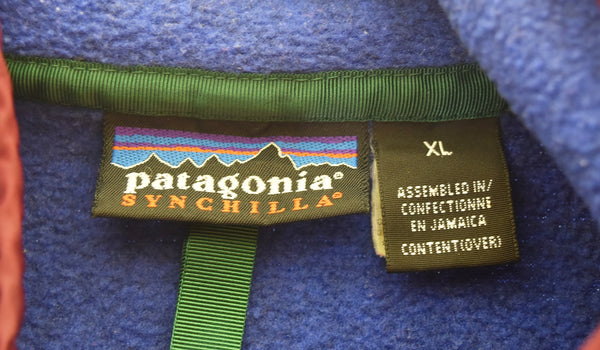 patagonia®
SYNCHILLA®
XL
ASSEMBLED IN/
CONFECTIONNE
EN JAMAICA
CONTENT(OVER)